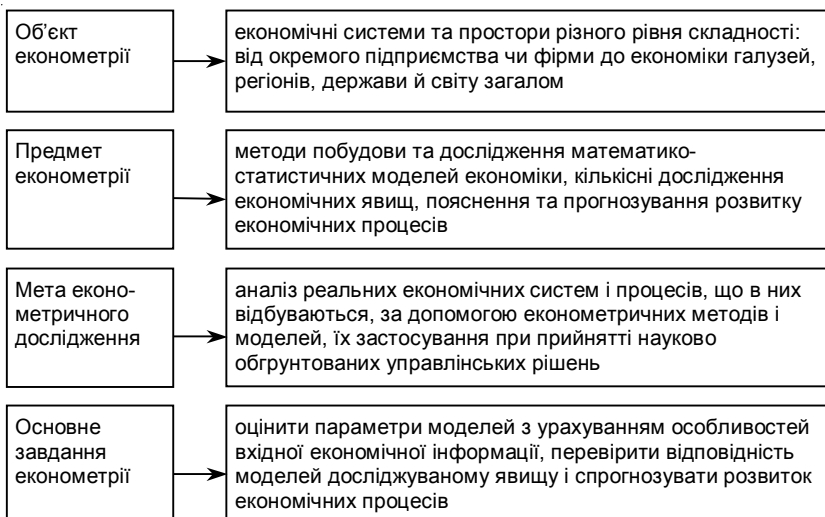 Об’єкт
економетрії
економічні системи та простори різного рівня складності:
від окремого підприємства чи фірми до економіки галузей,
регіонів, держави й світу загалом
Предмет
економетрії
методи побудови та дослідження математико-
статистичних моделей економіки, кількісні дослідження
економічних явищ, пояснення та прогнозування розвитку
економічних процесів
Мета еконо-
метричного
дослідження
аналіз реальних економічних систем і процесів, що в них
відбуваються, за допомогою економетричних методів і
моделей, їх застосування при прийнятті науково
обгрунтованих управлінських рішень
Основне
завдання
економетрії
оцінити параметри моделей з урахуванням особливостей
вхідної економічної інформації, перевірити відповідність
моделей досліджуваному явищу і спрогнозувати розвиток
економічних процесів